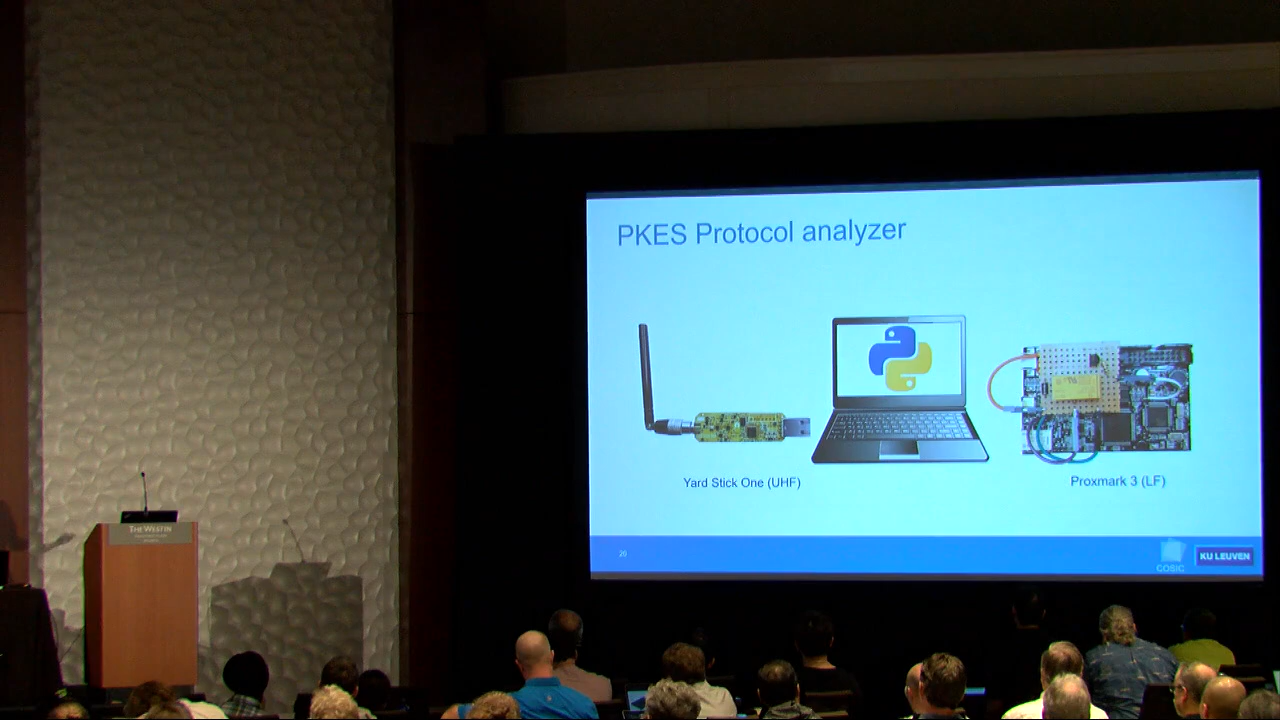 PKES Protocol analyzer
Yard Stick One (UHF)
Proxmark 3 (LF)
20
COSIC
KU LEUVEN
THE WESTIN